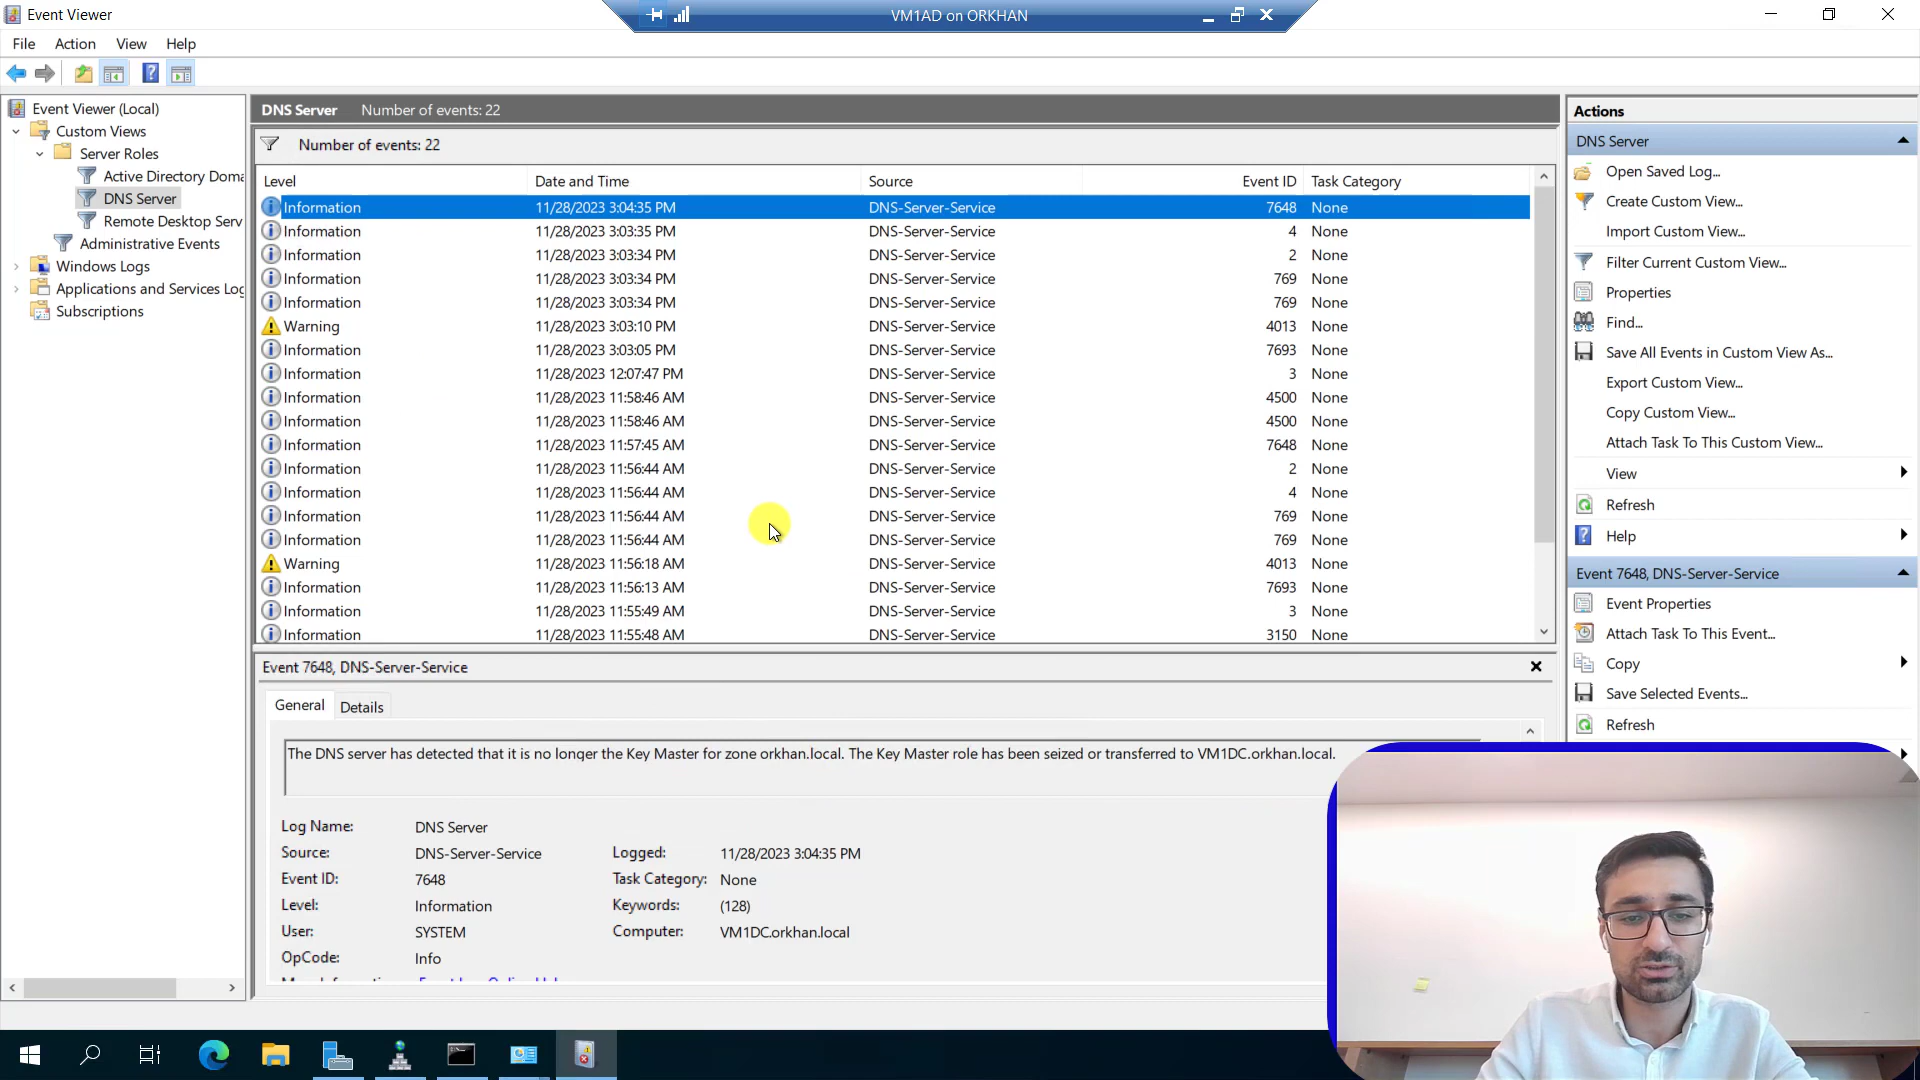 Event Viewer
VM1AD on ORKHAN
File Action View Help
Event Viewer (Local)
Custom Views
Server Roles
Active Directory Doma
DNS Server
Remote Desktop Serv
Administrative Events
Windows Logs
Applications and Services Log
Subscriptions
DNS Server Number of events: 22
Number of events: 22
Level Date and Time Source Event ID Task Category
Information 11/28/2023 3:04:35 PM DNS-Server-Service 7648 None
Information 11/28/2023 3:03:35 PM DNS-Server-Service 4 None
Information 11/28/2023 3:03:34 PM DNS-Server-Service 2 None
Information 11/28/2023 3:03:34 PM DNS-Server-Service 769 None
Information 11/28/2023 3:03:34 PM DNS-Server-Service 769 None
Warning 11/28/2023 3:03:10 PM DNS-Server-Service 4013 None
Information 11/28/2023 3:03:05 PM DNS-Server-Service 7693 None
Information 11/28/2023 12:07:47 PM DNS-Server-Service 3 None
Information 11/28/2023 11:58:46 AM DNS-Server-Service 4500 None
Information 11/28/2023 11:58:46 AM DNS-Server-Service 4500 None
Information 11/28/2023 11:57:45 AM DNS-Server-Service 7648 None
Information 11/28/2023 11:56:44 AM DNS-Server-Service 2 None
Information 11/28/2023 11:56:44 AM DNS-Server-Service 4 None
Information 11/28/2023 11:56:44 AM DNS-Server-Service 769 None
Information 11/28/2023 11:56:44 AM DNS-Server-Service 769 None
Warning 11/28/2023 11:56:18 AM DNS-Server-Service 4013 None
Information 11/28/2023 11:56:13 AM DNS-Server-Service 7693 None
Information 11/28/2023 11:55:49 AM DNS-Server-Service 3 None
Information 11/28/2023 11:55:48 AM DNS-Server-Service 3150 None
Event 7648, DNS-Server-Service
General Details
The DNS server has detected that it is no longer the Key Master for zone orkhan.local. The Key Master role has been seized or transferred to VM1DC.orkhan.local.
Log Name: DNS Server
Source: DNS-Server-Service Logged: 11/28/2023 3:04:35 PM
Event ID: 7648 Task Category: None
Level: Information Keywords: (128)
User: SYSTEM Computer: VM1DC.orkhan.local
OpCode: Info
Actions
DNS Server
Open Saved Log...
Create Custom View...
Import Custom View...
Filter Current Custom View...
Properties
Find...
Save All Events in Custom View As...
Export Custom View...
Copy Custom View...
Attach Task To This Custom View...
View
Refresh
Help
Event 7648, DNS-Server-Service
Event Properties
Attach Task To This Event...
Copy
Save Selected Events...
Refresh